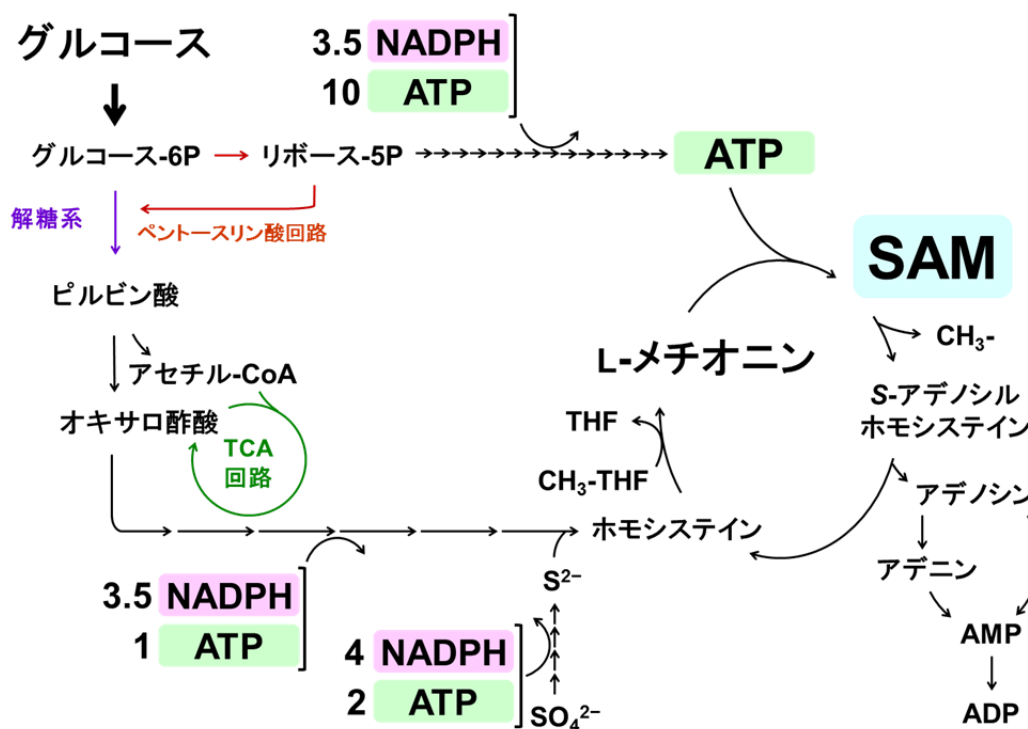 グルコース
3.5 NADPH
10 ATP
グルコース-6P
リボース-5P
ATP
解糖系
ペントースリン酸回路
SAM
ピルビン酸
CH₃-
L-メチオニン
アセチル-CoA
S-アデノシル
ホモシステイン
オキサロ酢酸
THF
TCA
回路
CH₃-THF
アデノシン
ホモシステイン
アデニン
3.5 NADPH
S²⁻
1 ATP
AMP
4 NADPH
2 ATP
SO₄²⁻
ADP